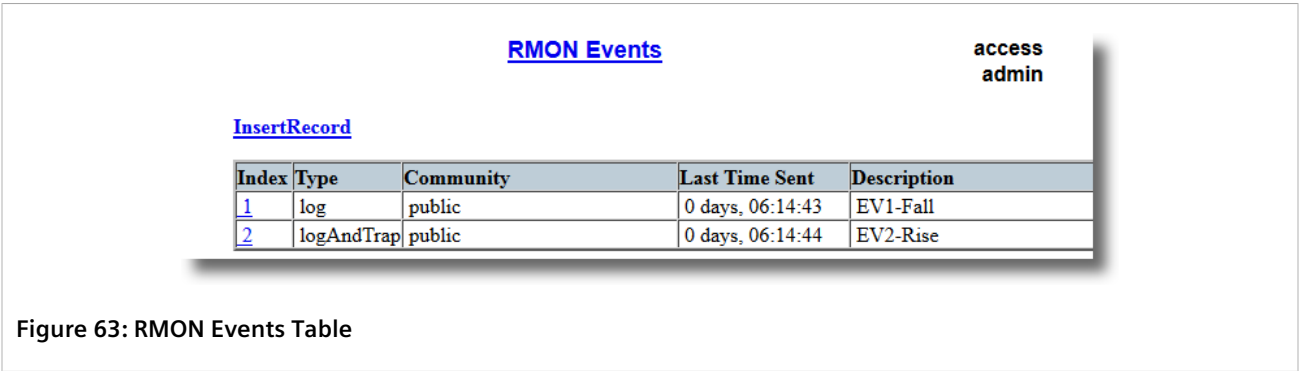 RMON Events
access
admin
InsertRecord
Index Type Community Last Time Sent Description
1 log public 0 days, 06:14:43 EV1-Fall
2 logAndTrap public 0 days, 06:14:44 EV2-Rise
Figure 63: RMON Events Table